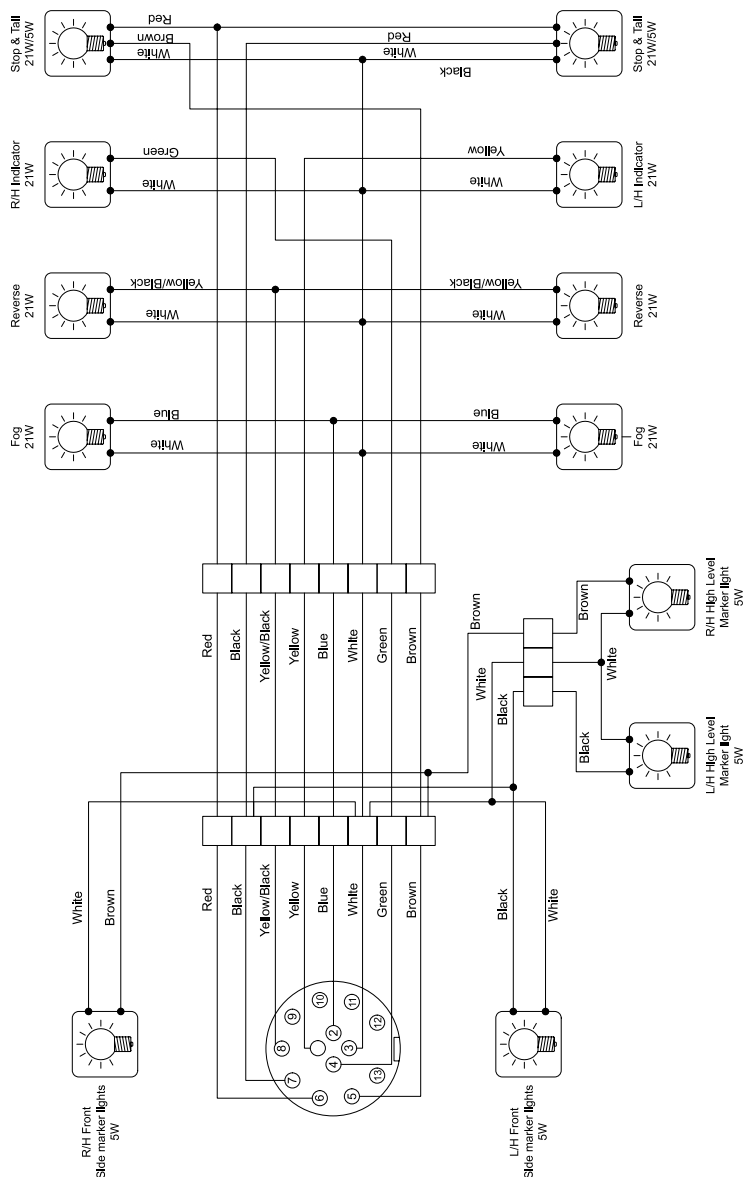 Stop & Tail
21W/5W
Red
Brown
White
Red
White
Black
Stop & Tail
21W/5W
R/H Indicator
21W
Green
White
Yellow
White
L/H Indicator
21W
Reverse
21W
Yellow/Black
White
Yellow/Black
White
Reverse
21W
Fog
21W
Blue
White
Blue
White
Fog
21W
Red
Black
Yellow/Black
Yellow
Blue
White
Green
Brown
Brown
White
Black
Brown
White
Black
R/H High Level
Marker light
5W
L/H High Level
Marker light
5W
White
Brown
Red
Black
Yellow/Black
Yellow
Blue
White
Green
Brown
Black
White
R/H Front
Side marker lights
5W
2
3
4
5
6
7
8
9
10
11
12
13
L/H Front
Side marker lights
5W